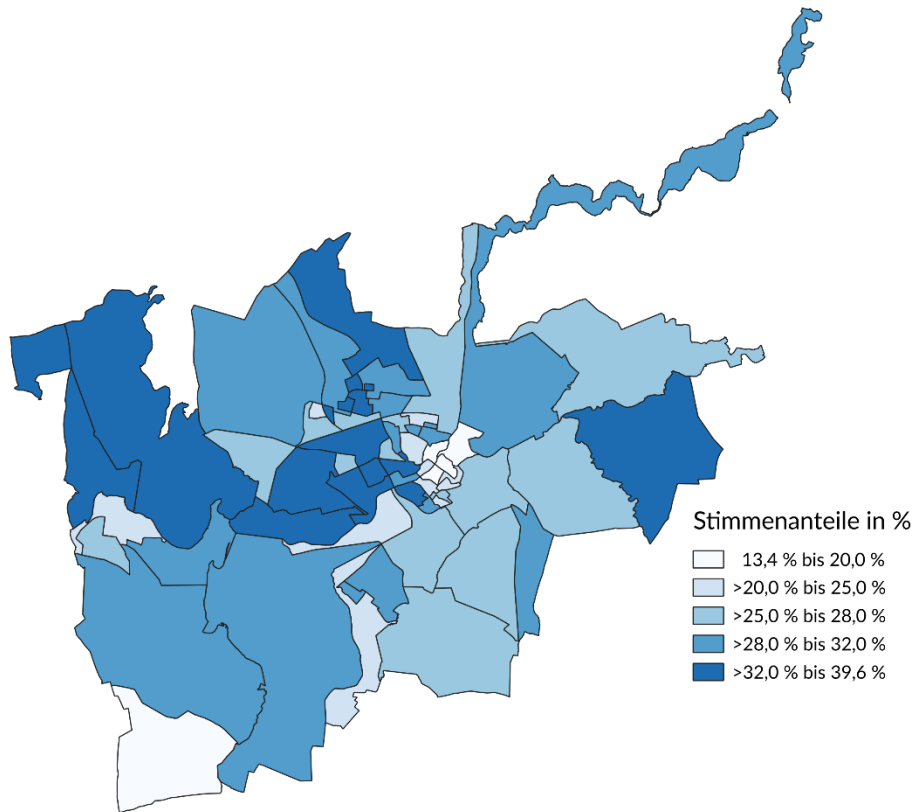 Stimmenanteile in %
13,4 % bis 20,0 %
>20,0 % bis 25,0 %
>25,0 % bis 28,0 %
>28,0 % bis 32,0 %
>32,0 % bis 39,6 %